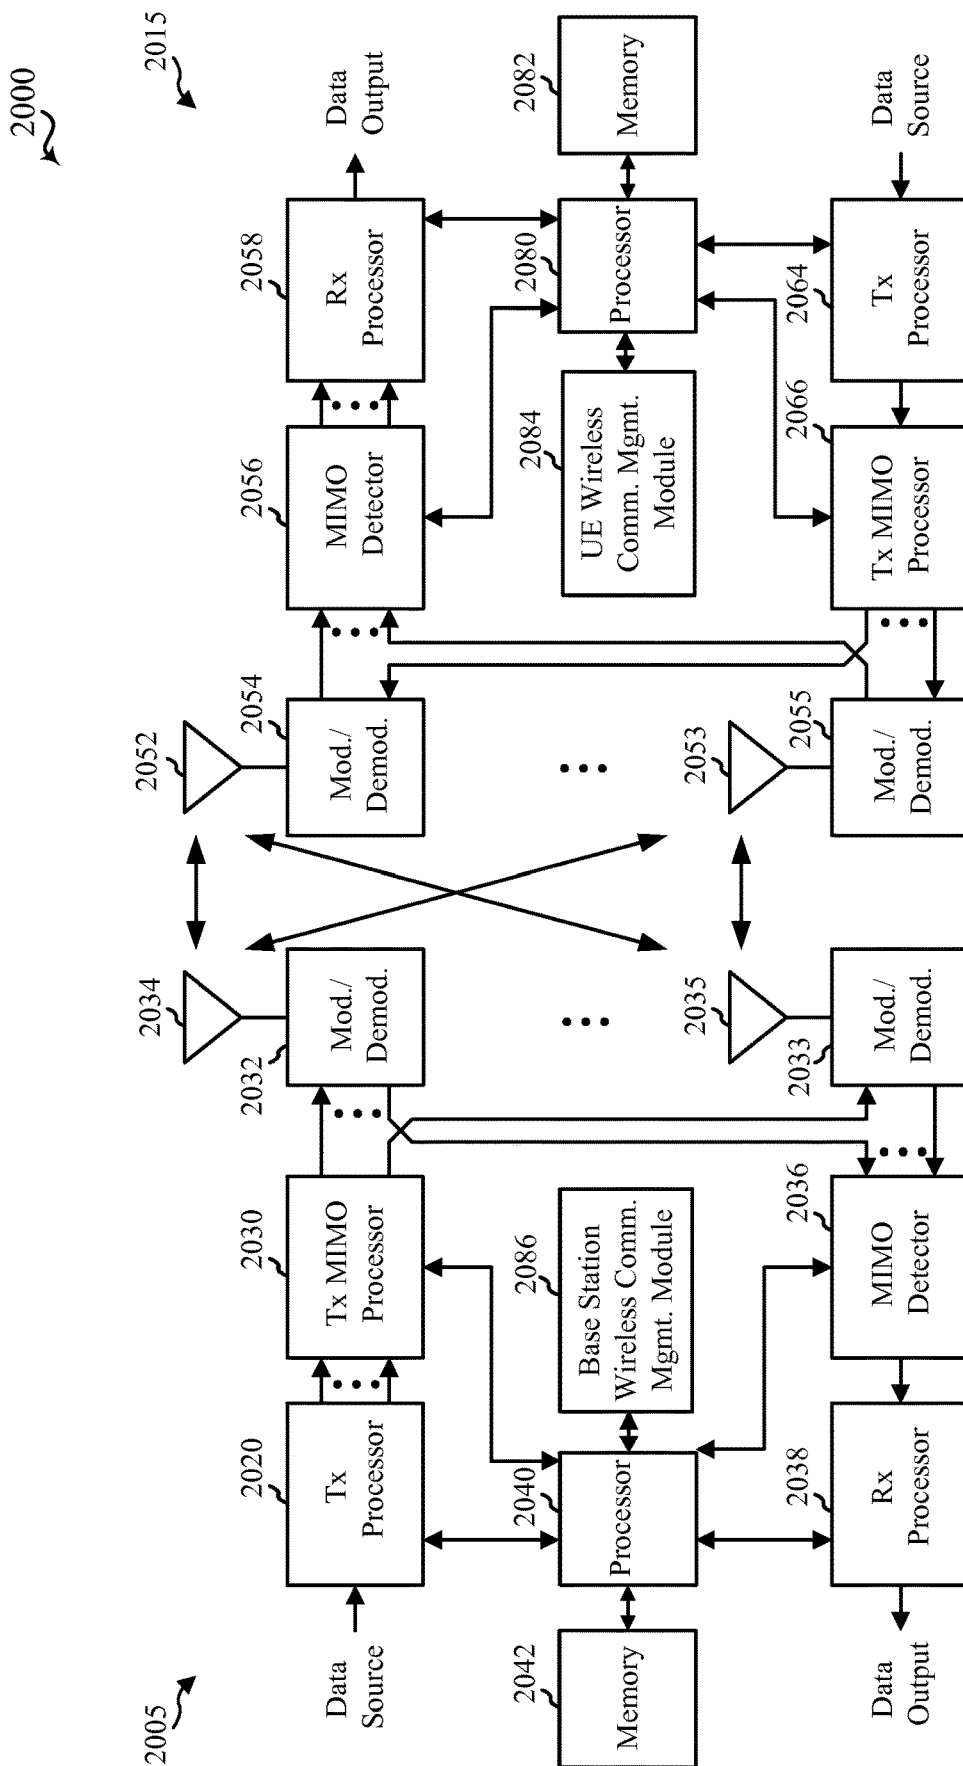 2000
2005
2015
2020
Tx
Processor
2030
Tx MIMO
Processor
2032
Mod./
Demod.
2034
2052
2054
Mod./
Demod.
2056
MIMO
Detector
2058
Rx
Processor
Data
Source
Data
Output
2042
Memory
2040
Processor
2086
Base Station
Wireless Comm.
Mgmt. Module
2084
UE Wireless
Comm. Mgmt.
Module
2080
Processor
2082
Memory
2035
2053
Data
Output
2038
Rx
Processor
2036
MIMO
Detector
2033
Mod./
Demod.
2055
Mod./
Demod.
2066
Tx MIMO
Processor
2064
Tx
Processor
Data
Source